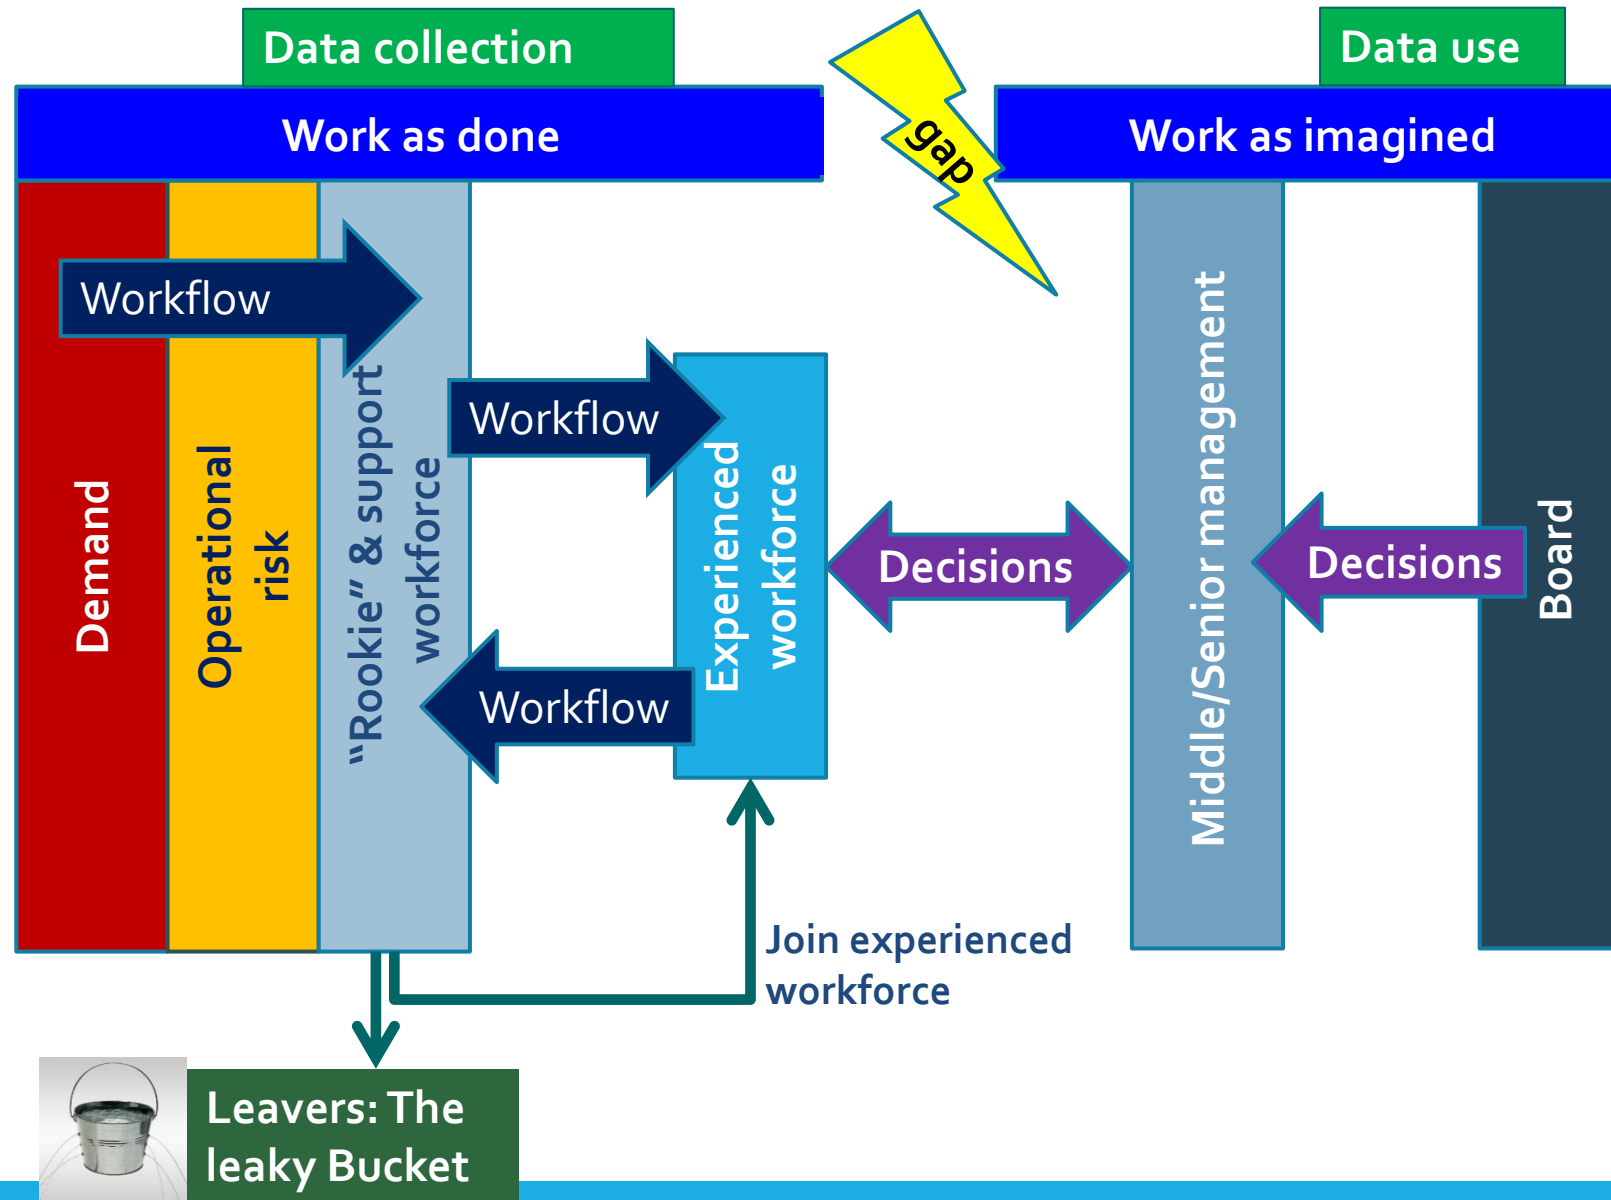 Data collection
Data use
Work as done
gap
Work as imagined
Workflow
Workflow
Workflow
Demand
Operational
risk
“Rookie” & support
workforce
Experienced
workforce
Decisions
Middle/Senior management
Decisions
Board
Join experienced
workforce
Leavers: The
leaky Bucket